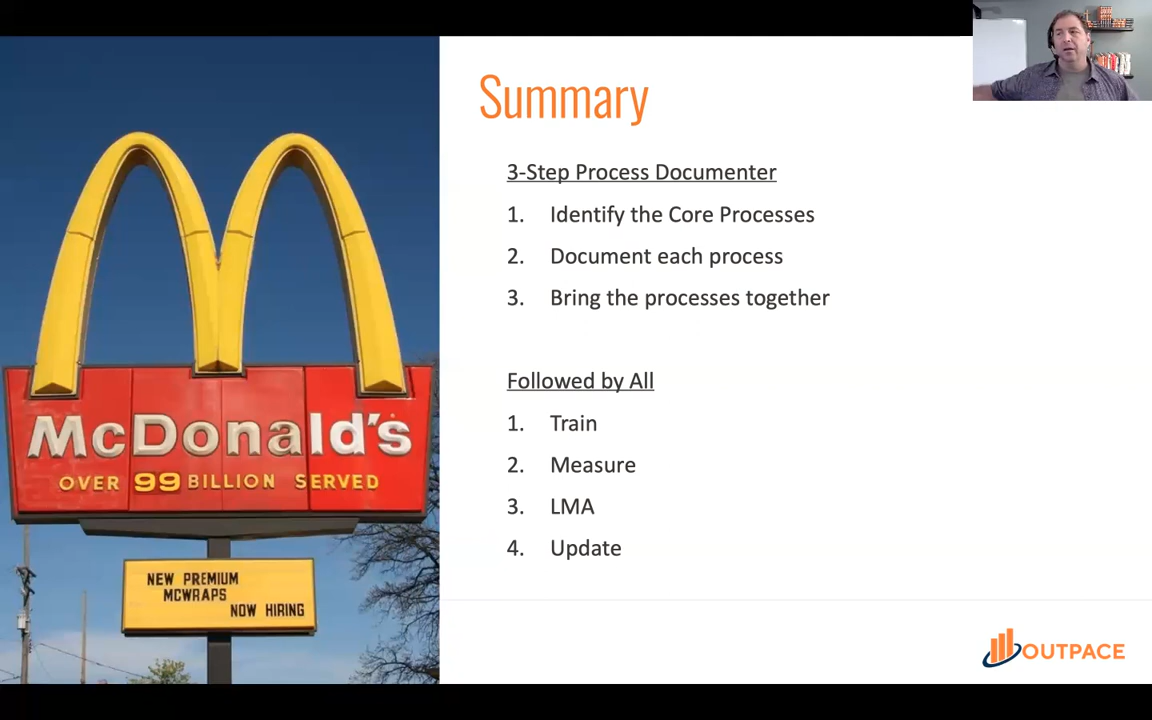 McDonald's
OVER 99 BILLION SERVED
NEW PREMIUM
MCWRAPS
NOW HIRING
Summary
3-Step Process Documenter
1. Identify the Core Processes
2. Document each process
3. Bring the processes together
Followed by All
1. Train
2. Measure
3. LMA
4. Update
OUTPACE